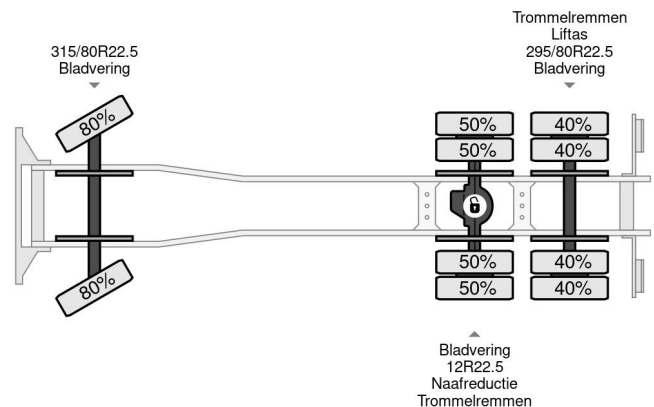 Trommelremmen
Liftas
295/80R22.5
Bladvering
315/80R22.5
Bladvering
80%
50%
40%
50%
40%
50%
40%
80%
50%
40%
Bladvering
12R22.5
Naafreductie
Trommelremmen